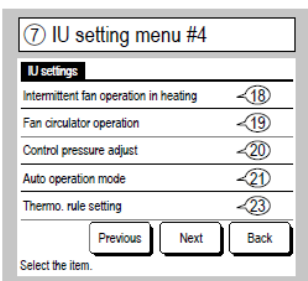 ⑦ IU setting menu #4
IU settings
Intermittent fan operation in heating ⑱
Fan circulator operation ⑲
Control pressure adjust ⑳
Auto operation mode ㉑
Thermo. rule setting ㉓
Previous Next Back
Select the item.